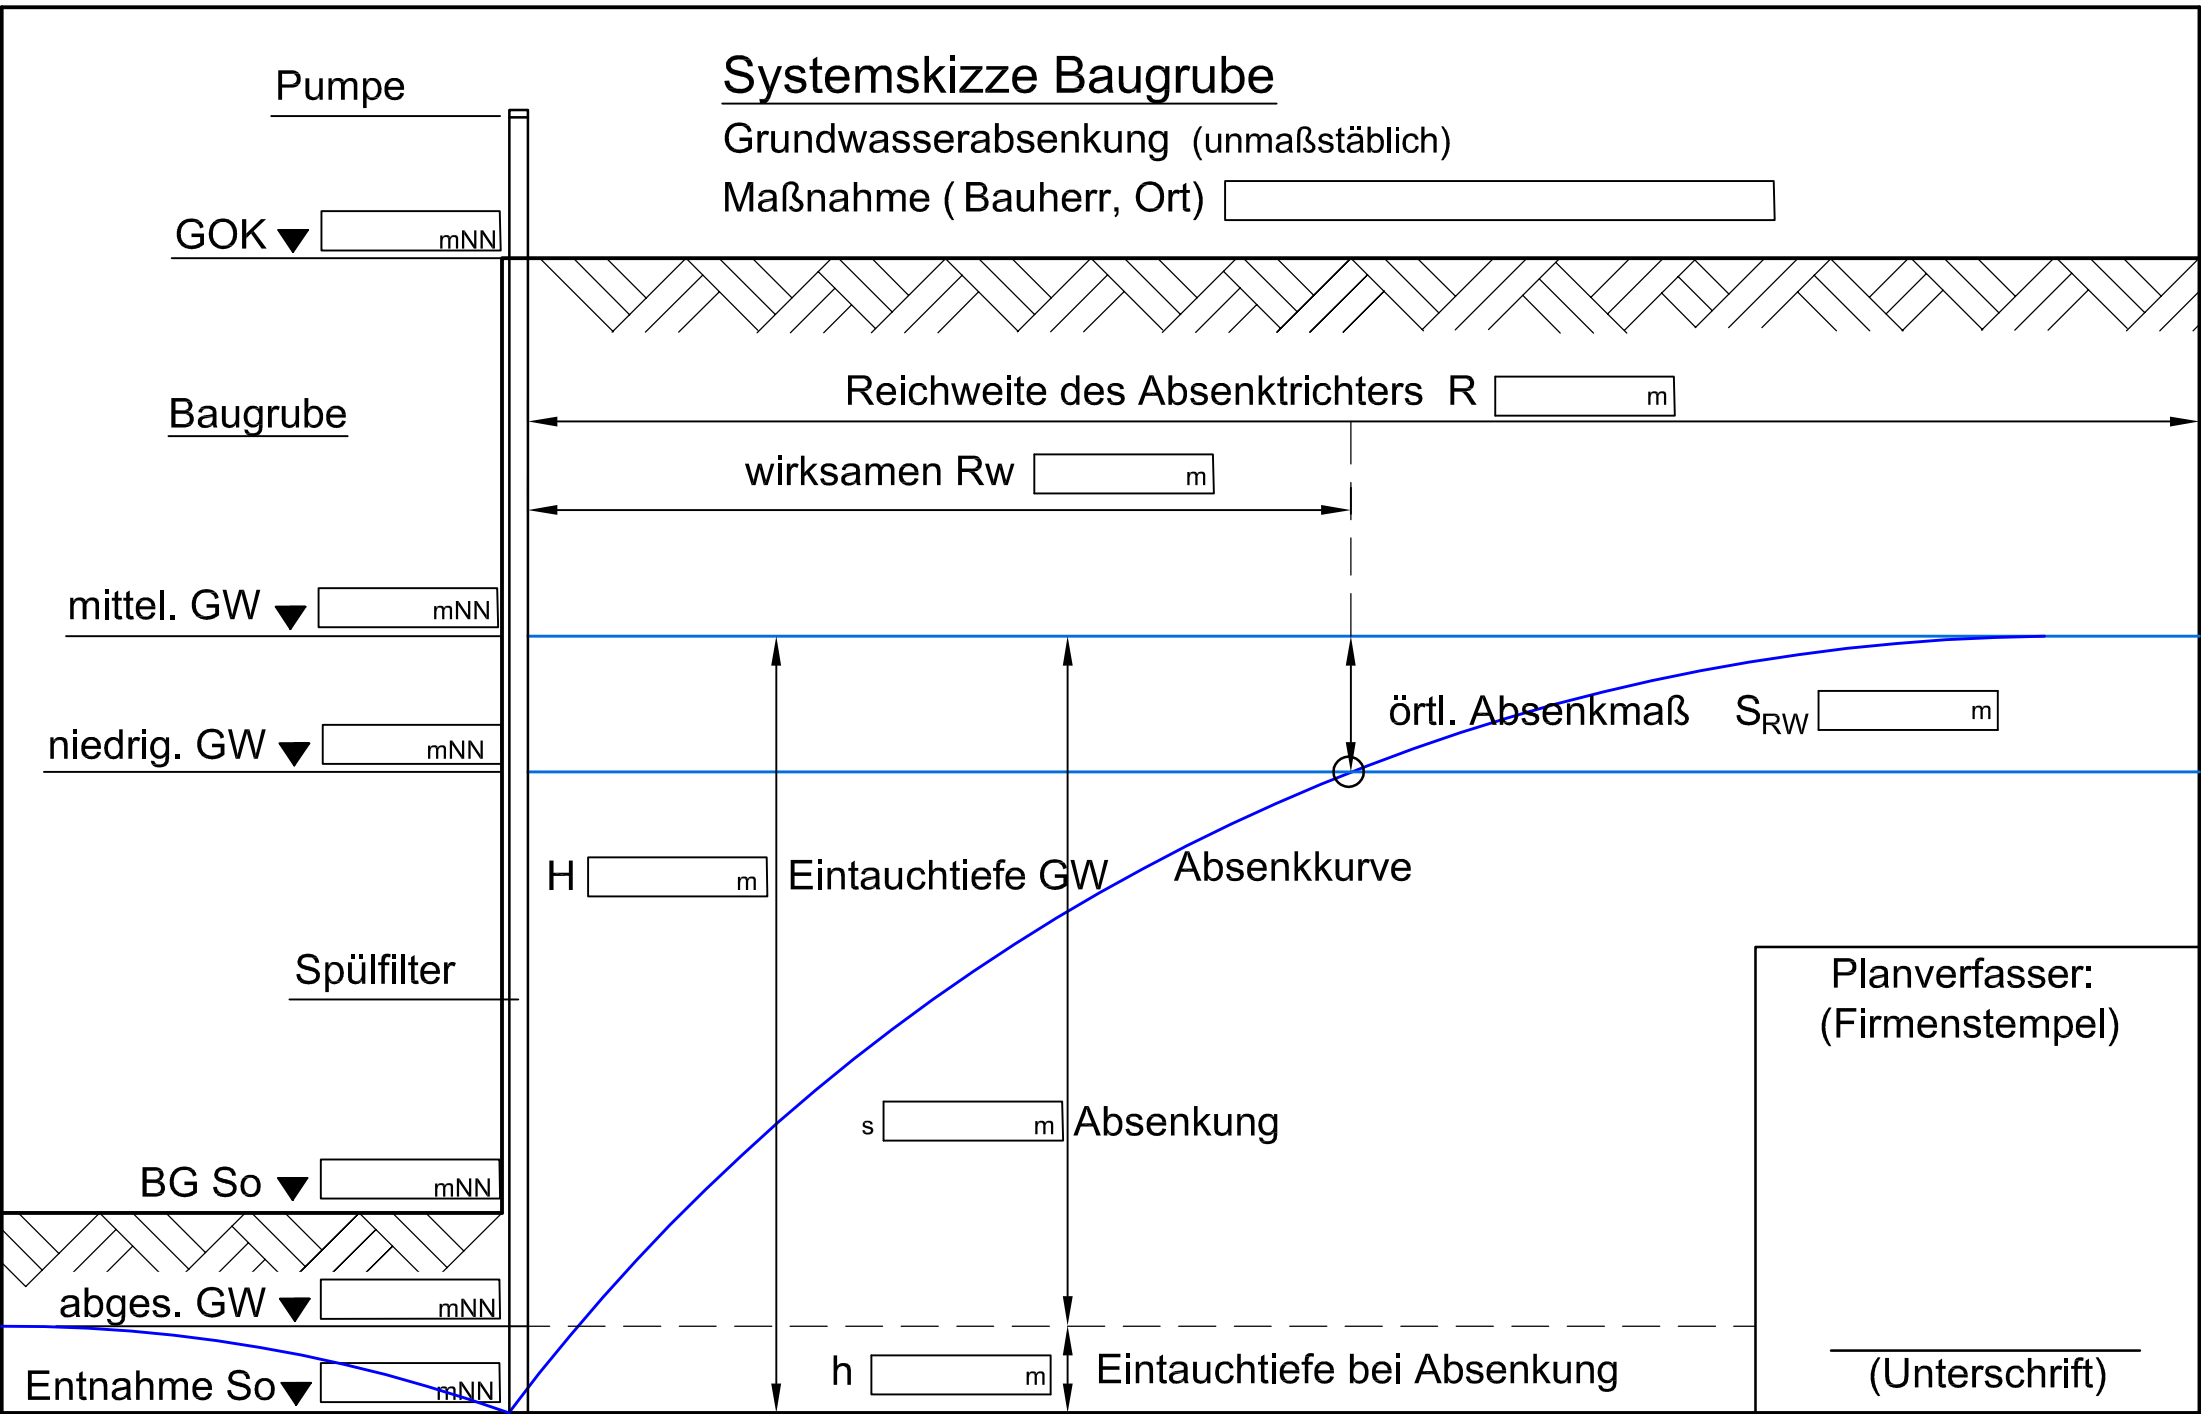 Pumpe
Systemskizze Baugrube
Grundwasserabsenkung (unmaßstäblich)
Maßnahme ( Bauherr, Ort)
GOK mNN
Reichweite des Absenktrichters R m
Baugrube
wirksamen Rw m
mittel. GW mNN
örtl. Absenkmaß SRW m
niedrig. GW mNN
H m Eintauchtiefe GW
Absenkkurve
Spülfilter
Planverfasser:
(Firmenstempel)
s m Absenkung
BG So mNN
abges. GW mNN
Entnahme So mNN
h m Eintauchtiefe bei Absenkung
(Unterschrift)